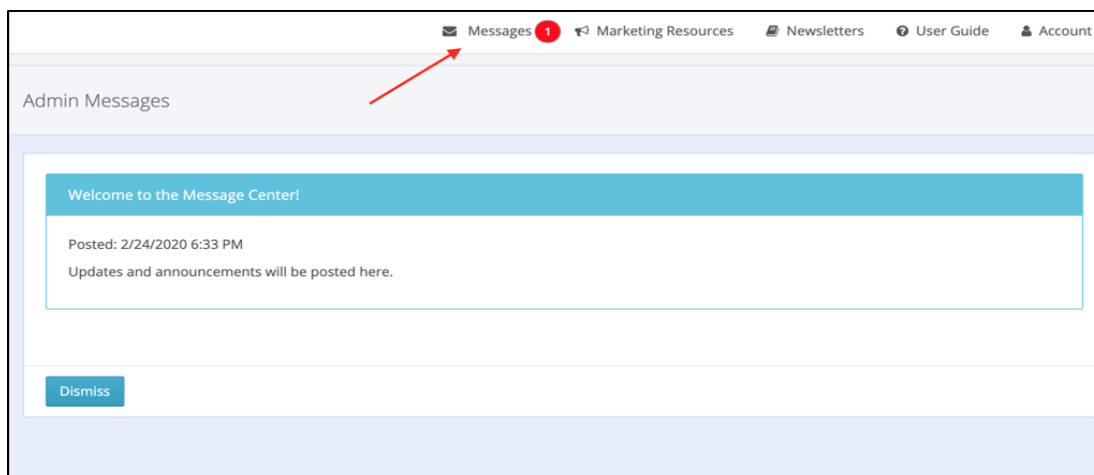 Messages 1 Marketing Resources Newsletters User Guide Account
Admin Messages
Welcome to the Message Center!
Posted: 2/24/2020 6:33 PM
Updates and announcements will be posted here.
Dismiss